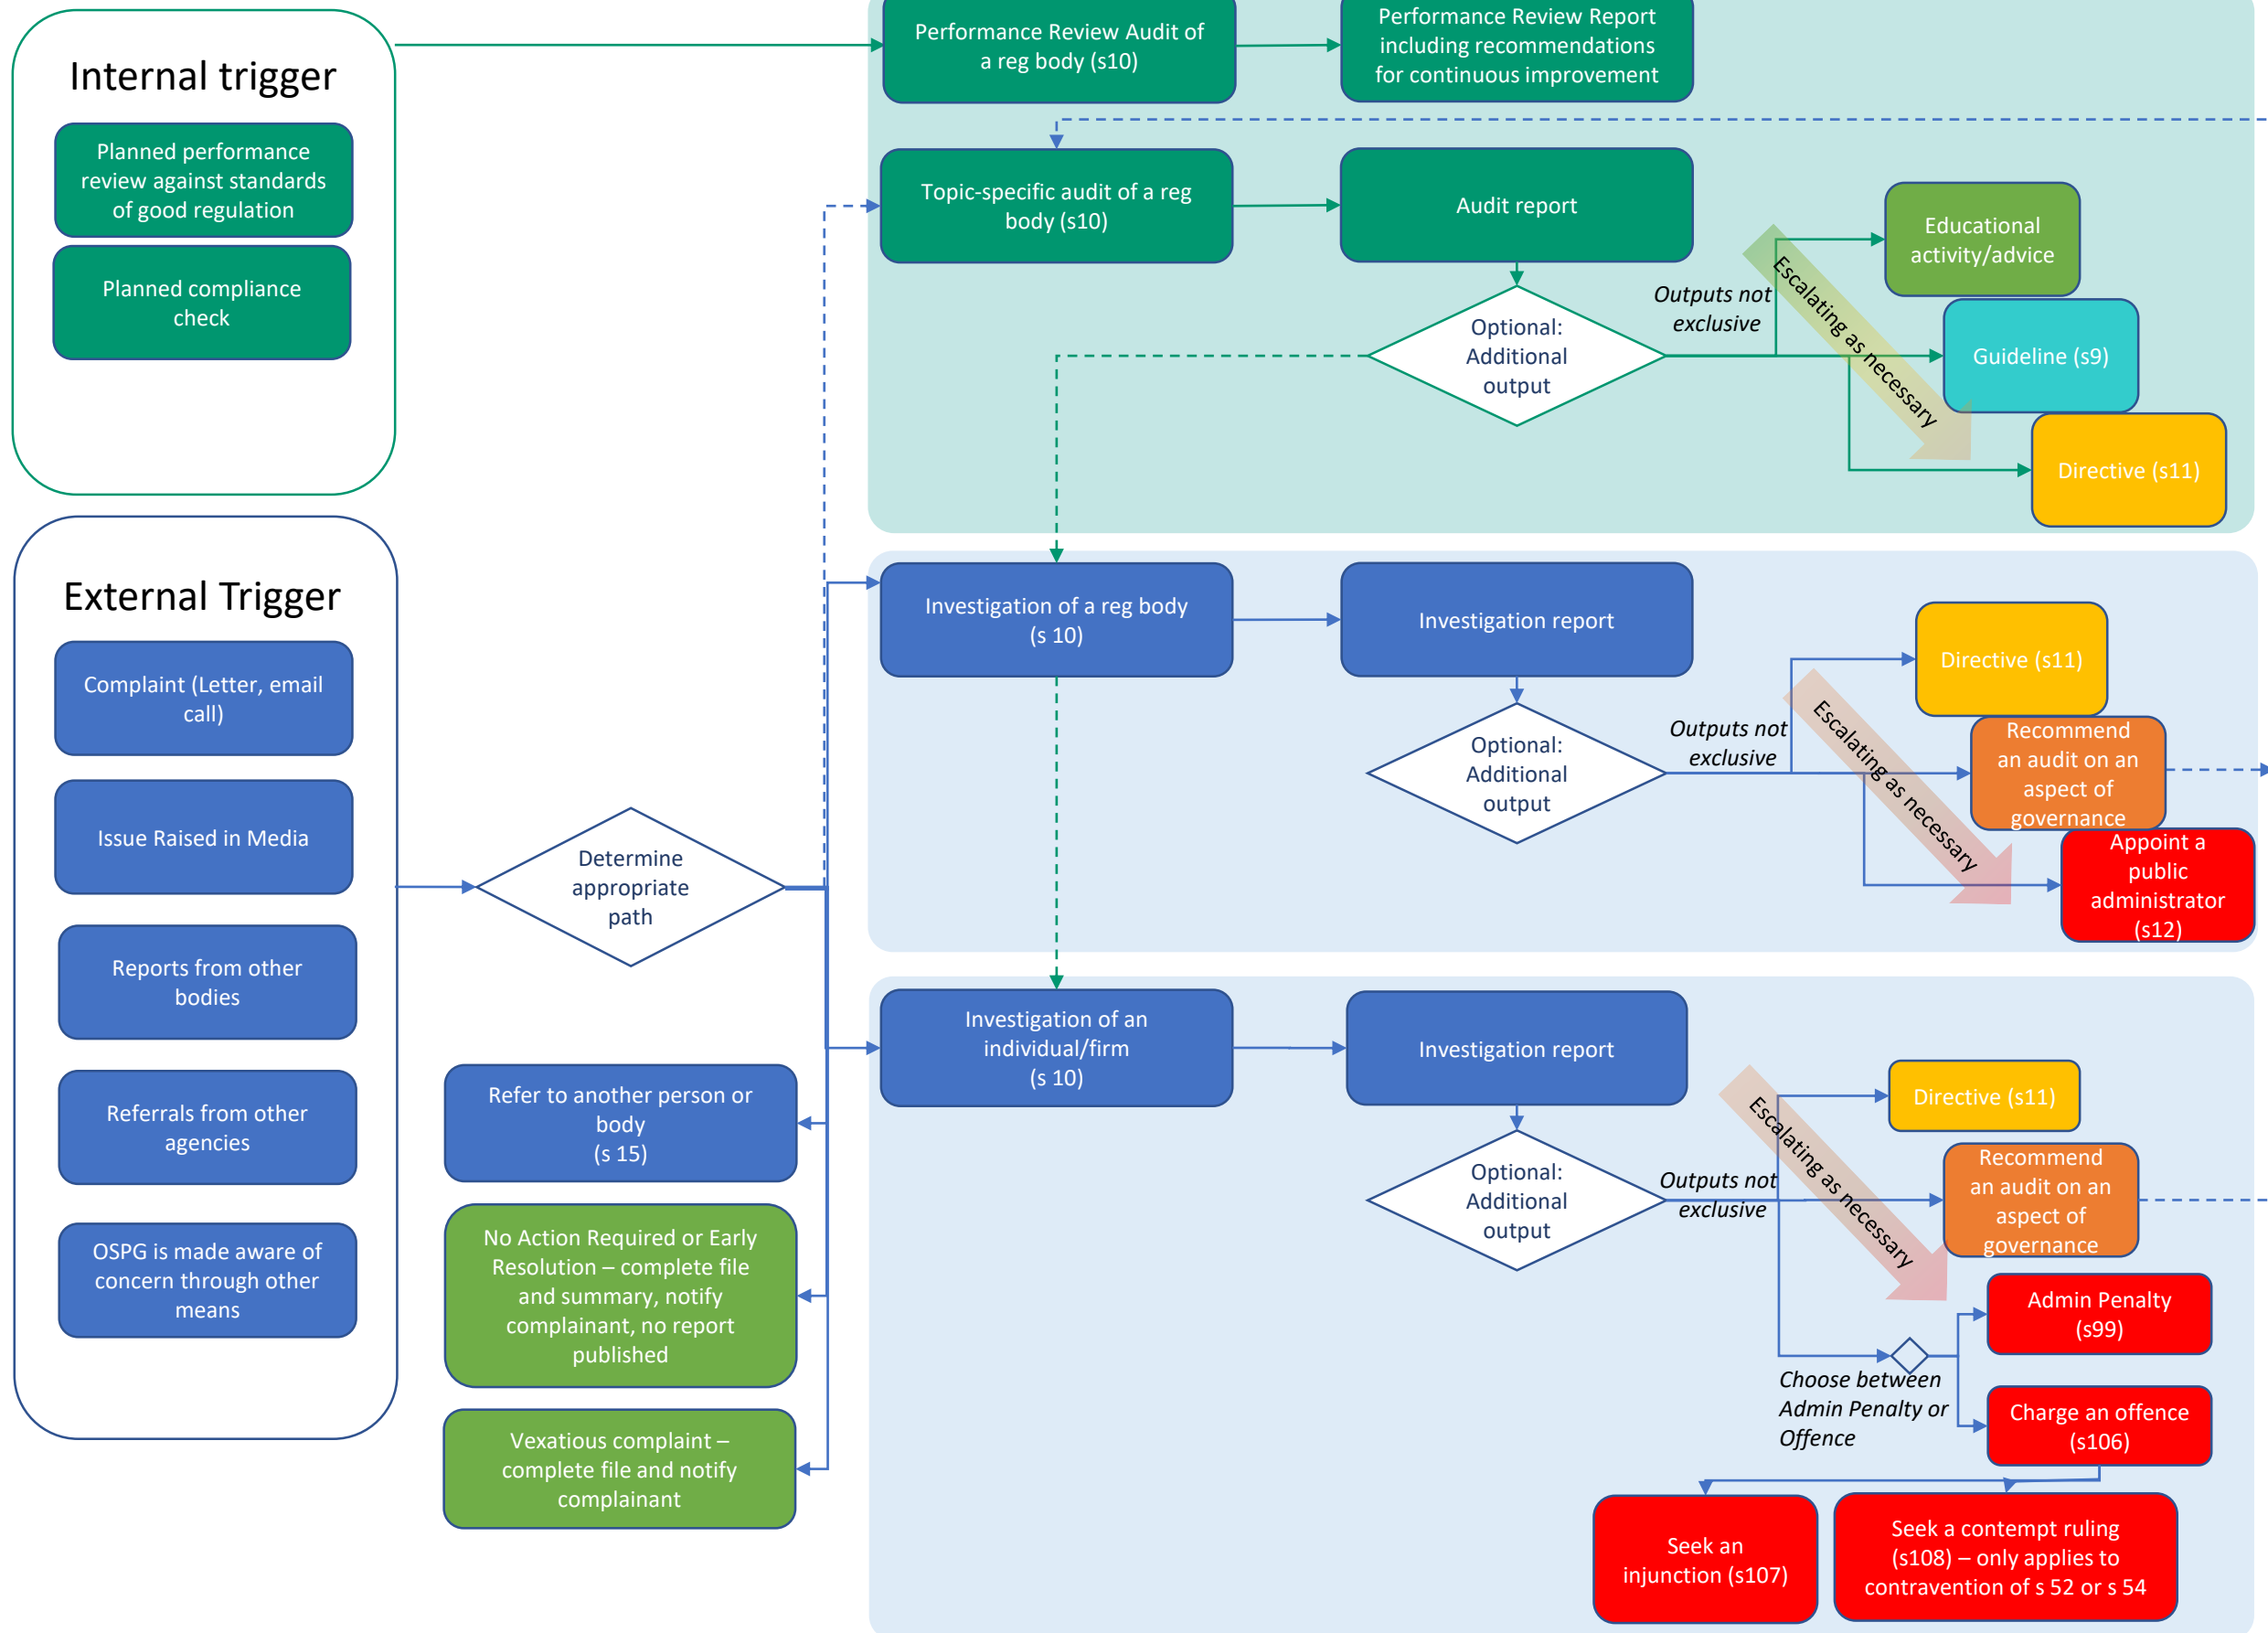 Internal trigger
Planned performance
review against standards
of good regulation
Planned compliance
check
External Trigger
Complaint (Letter, email
call)
Issue Raised in Media
Reports from other
bodies
Referrals from other
agencies
OSPG is made aware of
concern through other
means
Determine
appropriate
path
Refer to another person or
body
(s 15)
No Action Required or Early
Resolution – complete file
and summary, notify
complainant, no report
published
Vexatious complaint –
complete file and notify
complainant
Performance Review Audit of
a reg body (s10)
Performance Review Report
including recommendations
for continuous improvement
Topic-specific audit of a reg
body (s10)
Audit report
Optional:
Additional
output
Outputs not
exclusive
Escalating as necessary
Educational
activity/advice
Guideline (s9)
Directive (s11)
Investigation of a reg body
(s 10)
Investigation report
Optional:
Additional
output
Outputs not
exclusive
Escalating as necessary
Directive (s11)
Recommend
an audit on an
aspect of
governance
Appoint a
public
administrator
(s12)
Investigation of an
individual/firm
(s 10)
Investigation report
Optional:
Additional
output
Outputs not
exclusive
Escalating as necessary
Directive (s11)
Recommend
an audit on an
aspect of
governance
Admin Penalty
(s99)
Choose between
Admin Penalty or
Offence
Charge an offence
(s106)
Seek an
injunction (s107)
Seek a contempt ruling
(s108) – only applies to
contravention of s 52 or s 54